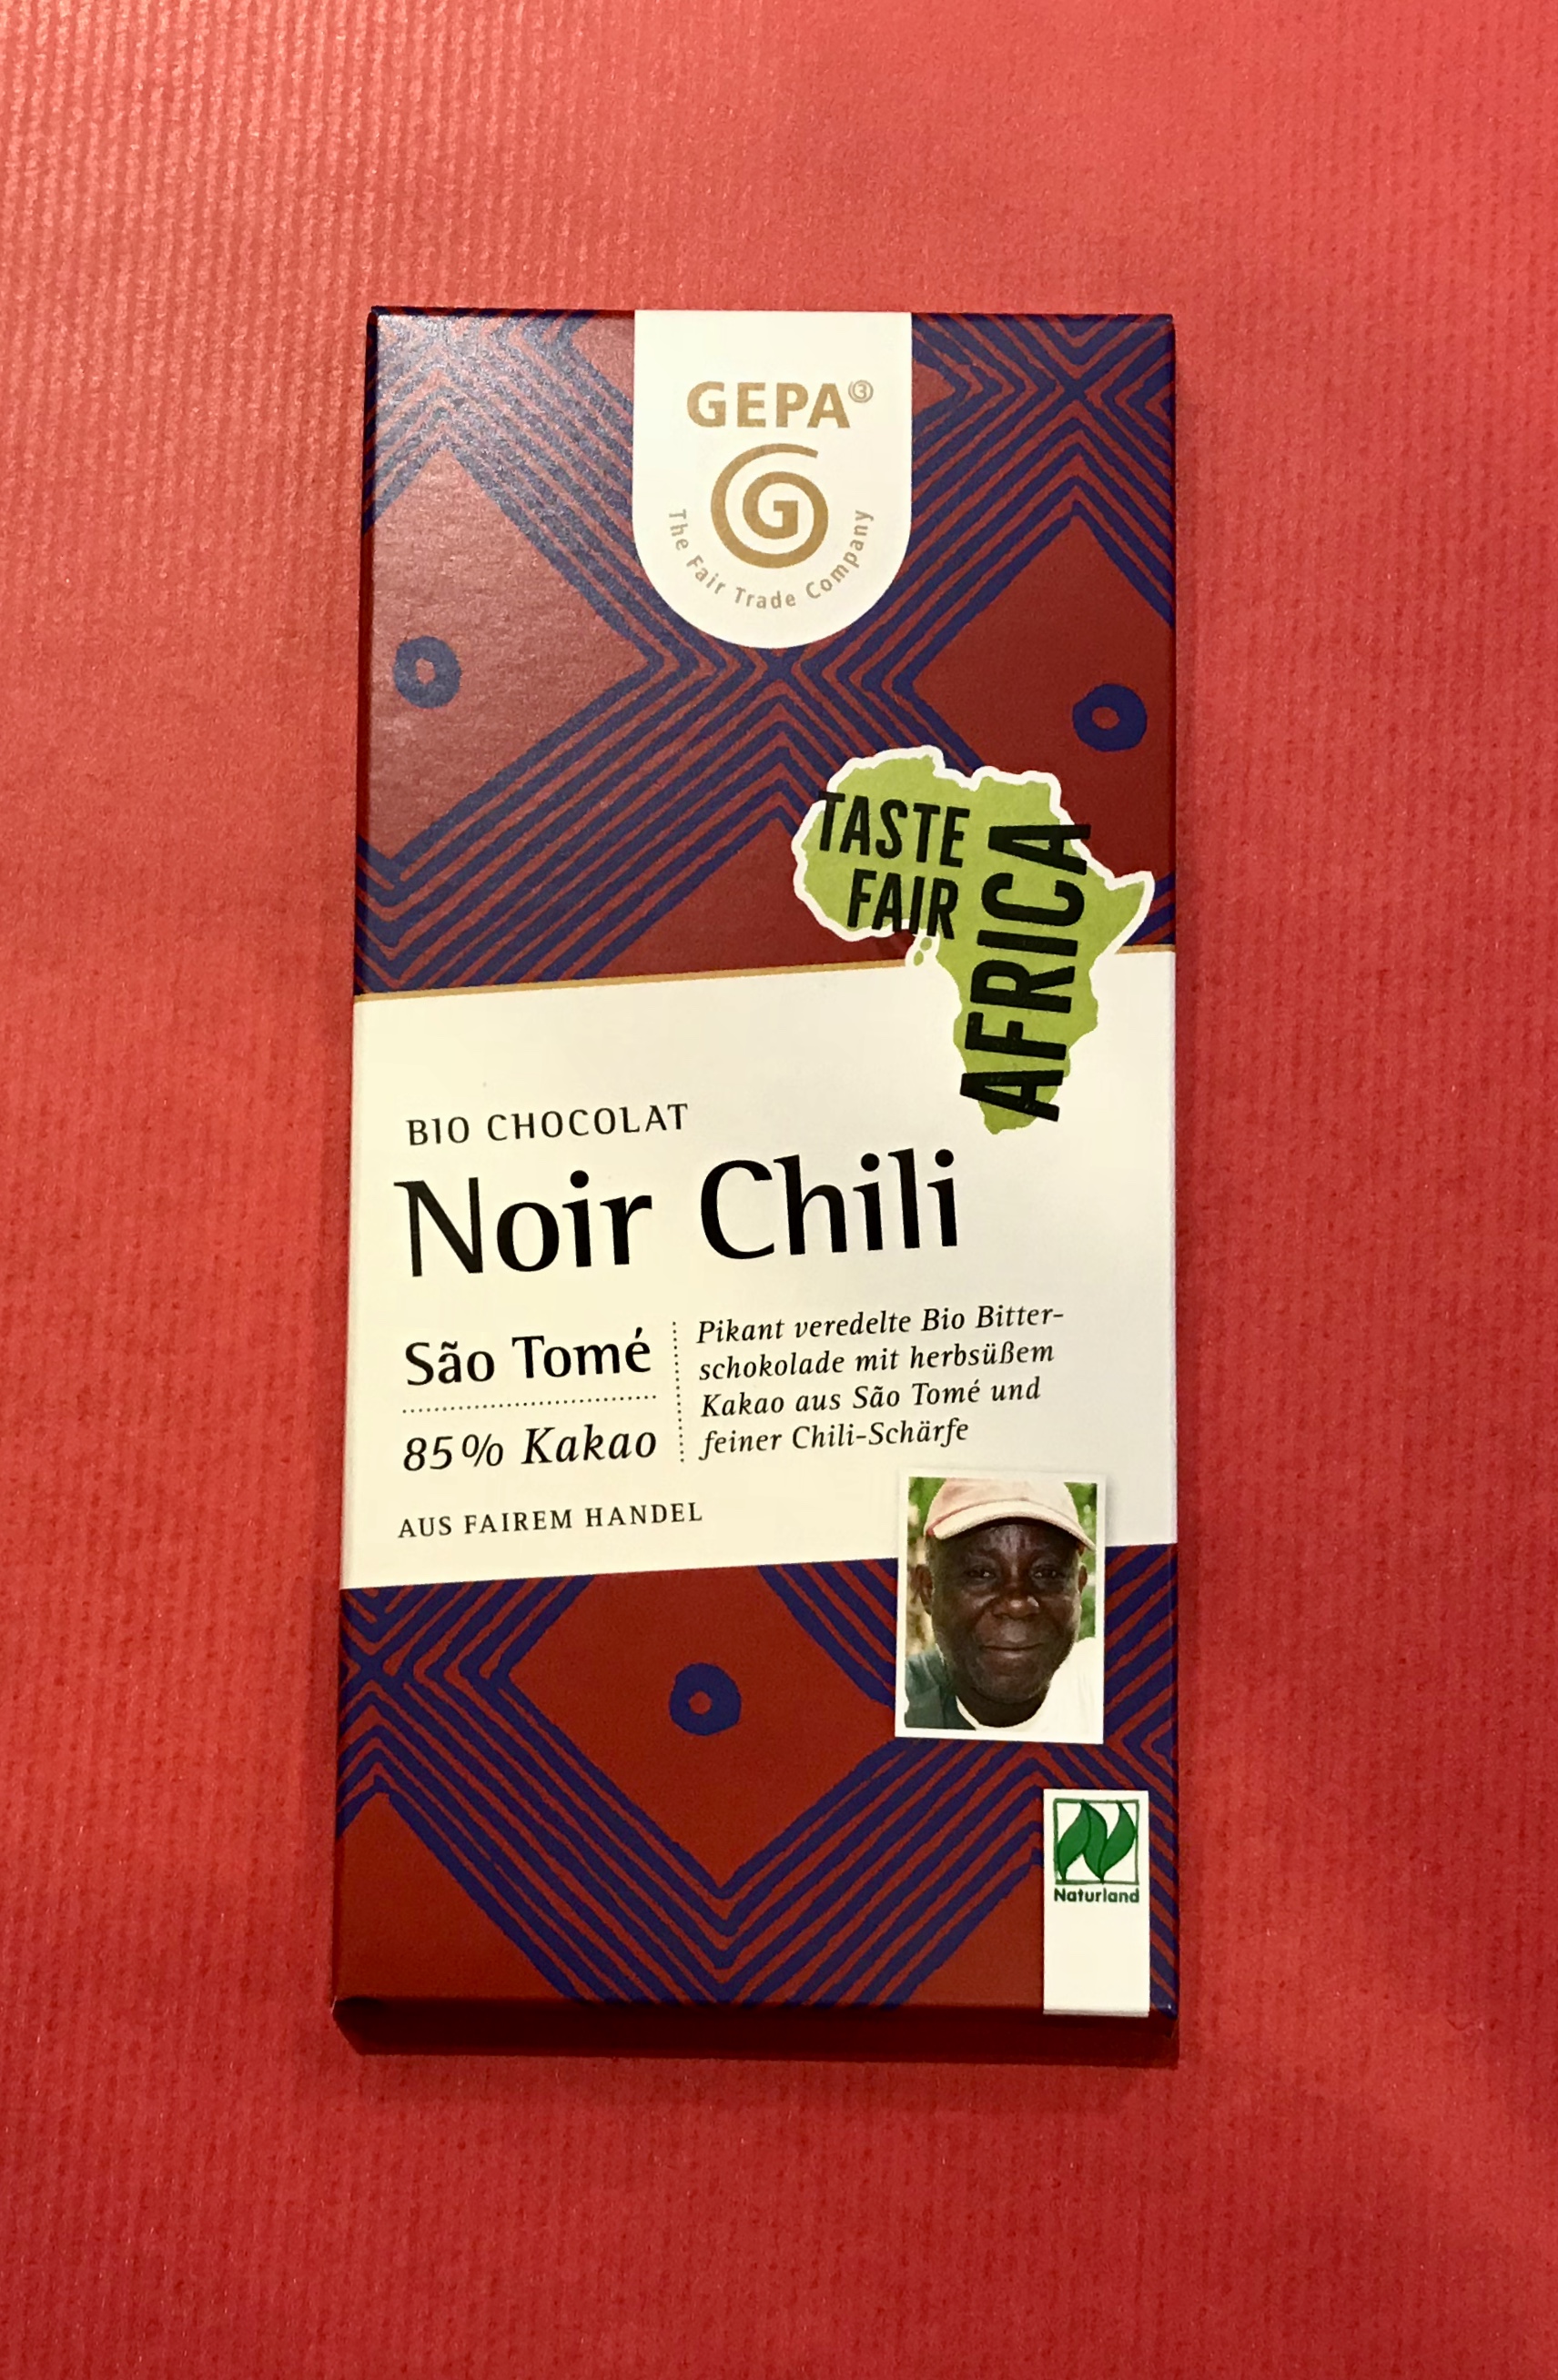 GEPA³
G
The Fair Trade Company
TASTE
FAIR
AFRICA
BIO CHOCOLAT
Noir Chili
São Tomé
85% Kakao
Pikant veredelte Bio Bitter-
schokolade mit herbsüßem
Kakao aus São Tomé und
feiner Chili-Schärfe
AUS FAIREM HANDEL
Naturland